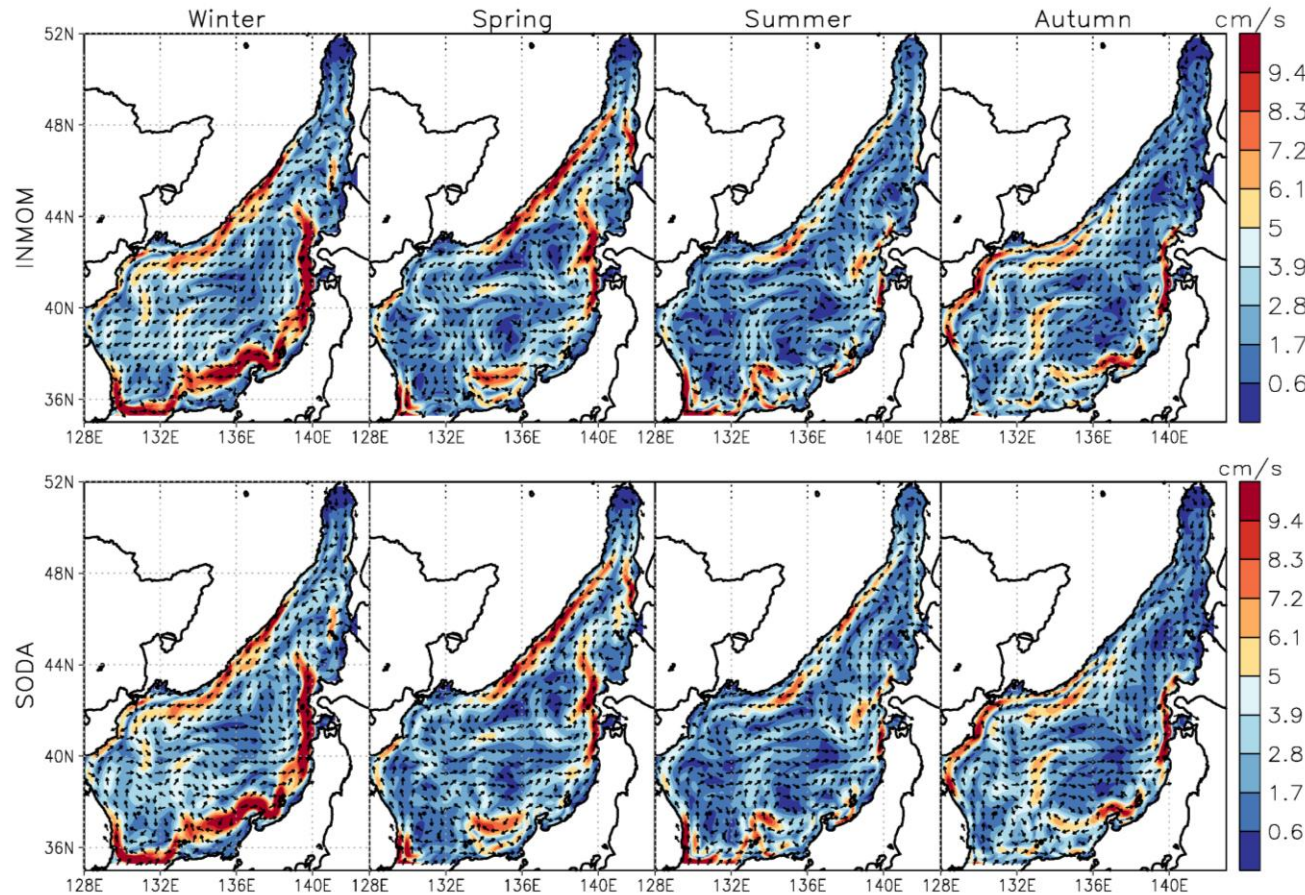 Winter Spring Summer Autumn cm/s
52N
48N
44N
40N
36N
INMOM
9.4
8.3
7.2
6.1
5
3.9
2.8
1.7
0.6
128E 132E 136E 140E 128E 132E 136E 140E 128E 132E 136E 140E 128E 132E 136E 140E
cm/s
52N
48N
44N
40N
36N
SODA
9.4
8.3
7.2
6.1
5
3.9
2.8
1.7
0.6
128E 132E 136E 140E 128E 132E 136E 140E 128E 132E 136E 140E 128E 132E 136E 140E